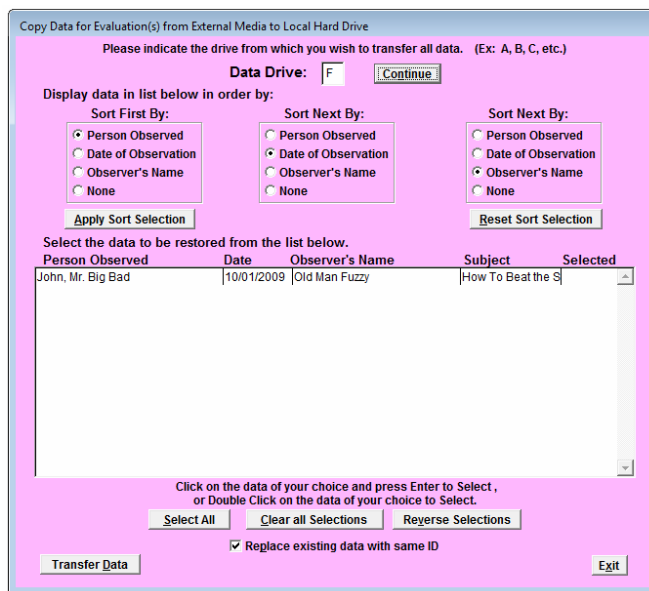 Copy Data for Evaluation(s) from External Media to Local Hard Drive
Please indicate the drive from which you wish to transfer all data. (Ex: A, B, C, etc.)
Data Drive: F Continue
Display data in list below in order by:
Sort First By: Sort Next By: Sort Next By:
Person Observed Person Observed Person Observed
Date of Observation Date of Observation Date of Observation
Observer's Name Observer's Name Observer's Name
None None None
Apply Sort Selection Reset Sort Selection
Select the data to be restored from the list below.
Person Observed Date Observer's Name Subject Selected
John, Mr. Big Bad 10/01/2009 Old Man Fuzzy How To Beat the S
Click on the data of your choice and press Enter to Select ,
or Double Click on the data of your choice to Select.
Select All Clear all Selections Reverse Selections
Replace existing data with same ID
Transfer Data Exit